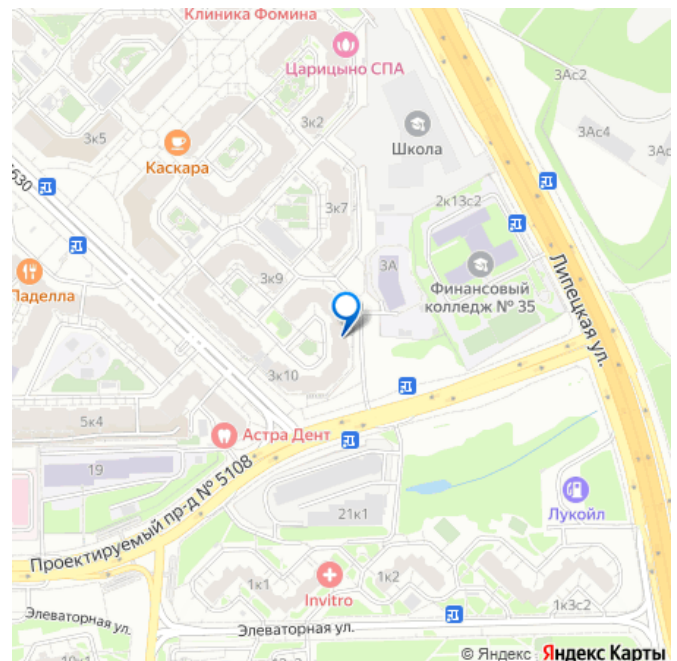 Клиника Фомина
Царицыно СПА
3Ас2
3к5
3к2
Школа
3Ас4
Каскара
2к13с2
3к7
3А
3к9
Финансовый
колледж № 35
Липецкая ул.
3к10
5к4
Астра Дент
19
21к1
Лукойл
Проектируемый пр-д № 5108
1к1
1к2
Invitro
1к3с2
Элеваторная ул.
Элеваторная ул.
© Яндекс Яндекс Карты